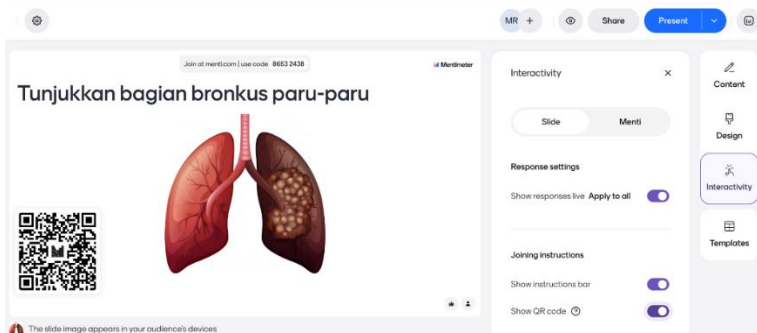 MR +
Share
Present
Join at menti.com | use code 8653 2438
Mentimeter
Tunjukkan bagian bronkus paru-paru
The slide image appears in your audience's devices
Interactivity
Slide
Menti
Response settings
Show responses live Apply to all
Joining instructions
Show instructions bar
Show QR code
Content
Design
Interactivity
Templates